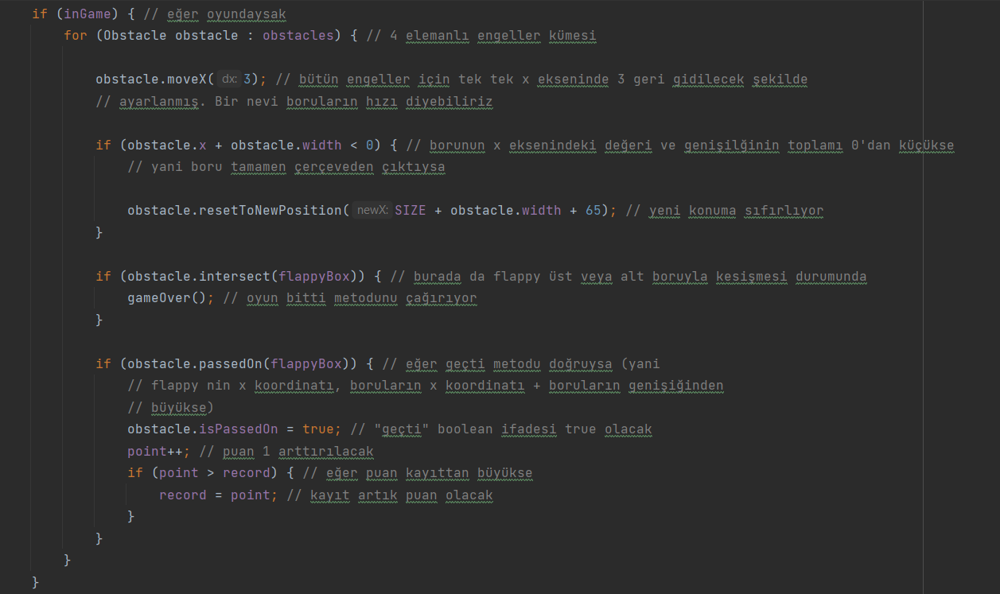 if (inGame) { // eğer oyundaysak
for (Obstacle obstacle : obstacles) { // 4 elemanlı engeller kümesi
obstacle.moveX( dx: 3); // bütün engeller için tek tek x ekseninde 3 geri gidilecek şekilde
// ayarlanmış. Bir nevi boruların hızı diyebiliriz
if (obstacle.x + obstacle.width < 0) { // borunun x eksenindeki değeri ve genişilğinin toplamı 0'dan küçükse
// yani boru tamamen çerçeveden çıktıysa
obstacle.resetToNewPosition( newX: SIZE + obstacle.width + 65); // yeni konuma sıfırlıyor
}
if (obstacle.intersect(flappyBox)) { // burada da flappy üst veya alt boruyla kesişmesi durumunda
gameOver(); // oyun bitti metodunu çağırıyor
}
if (obstacle.passedOn(flappyBox)) { // eğer geçti metodu doğruysa (yani
// flappy nin x koordinatı, boruların x koordinatı + boruların genişiğinden
// büyükse)
obstacle.isPassedOn = true; // "geçti" boolean ifadesi true olacak
point++; // puan 1 arttırılacak
if (point > record) { // eğer puan kayıttan büyükse
record = point; // kayıt artık puan olacak
}
}
}
}